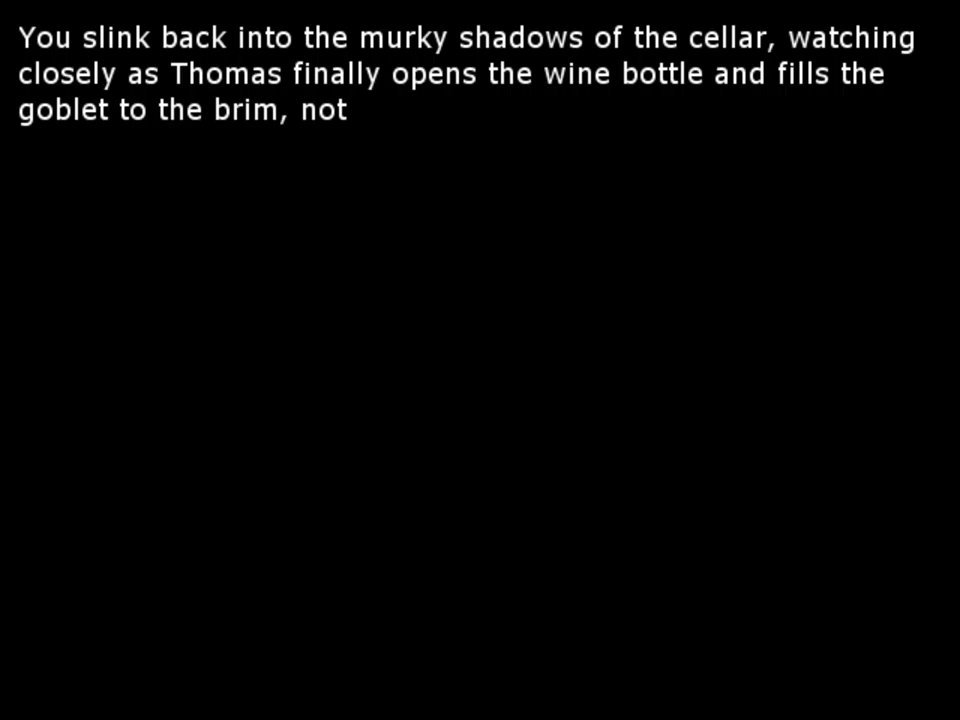 You slink back into the murky shadows of the cellar, watching
closely as Thomas finally opens the wine bottle and fills the
goblet to the brim, not